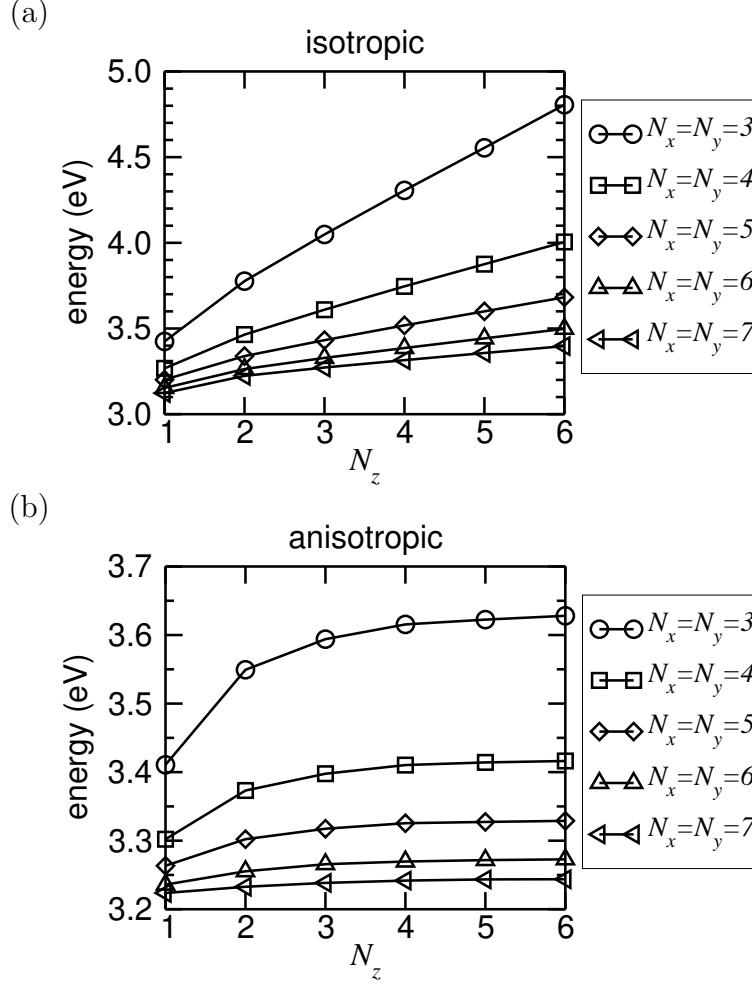 (a)
isotropic
5.0
4.5
4.0
3.5
3.0
energy (eV)
1 2 3 4 5 6
N_z
N_x=N_y=3
N_x=N_y=4
N_x=N_y=5
N_x=N_y=6
N_x=N_y=7
(b)
anisotropic
3.7
3.6
3.5
3.4
3.3
3.2
energy (eV)
1 2 3 4 5 6
N_z
N_x=N_y=3
N_x=N_y=4
N_x=N_y=5
N_x=N_y=6
N_x=N_y=7